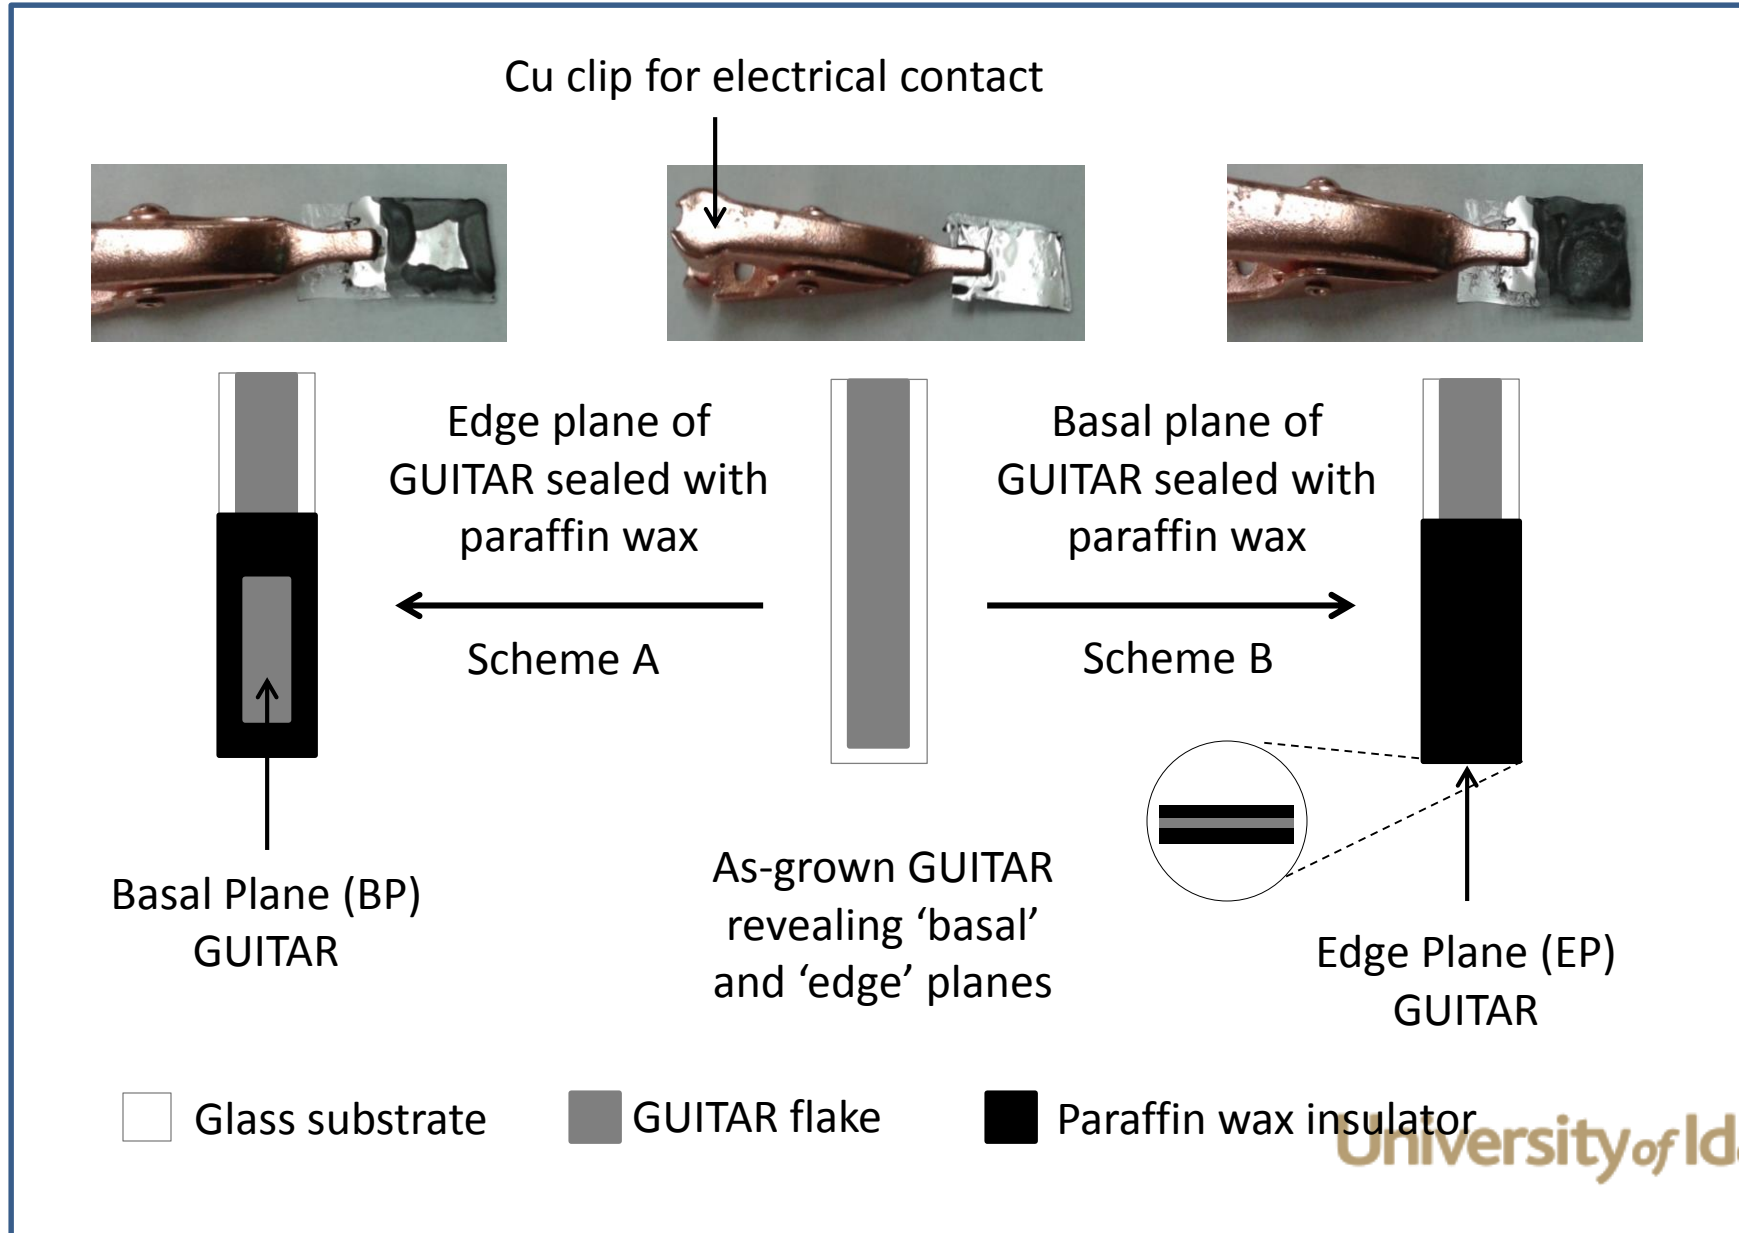 Cu clip for electrical contact
Edge plane of
GUITAR sealed with
paraffin wax
Scheme A
Basal plane of
GUITAR sealed with
paraffin wax
Scheme B
Basal Plane (BP)
GUITAR
As-grown GUITAR
revealing ‘basal’
and ‘edge’ planes
Edge Plane (EP)
GUITAR
Glass substrate
GUITAR flake
Paraffin wax insulator
University of